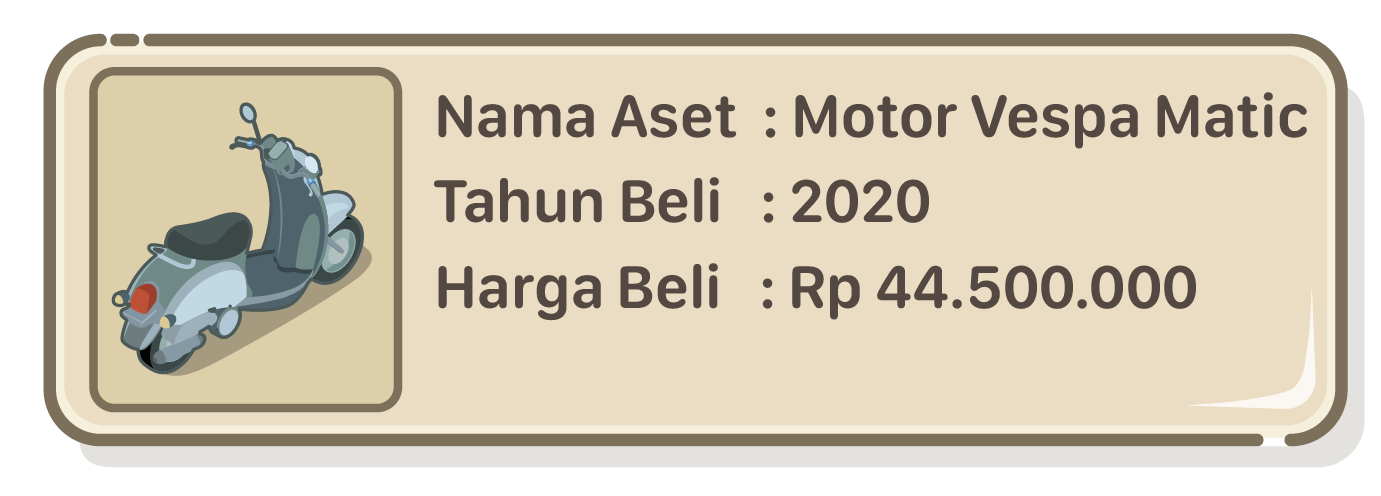 Nama Aset : Motor Vespa Matic
Tahun Beli : 2020
Harga Beli : Rp 44.500.000